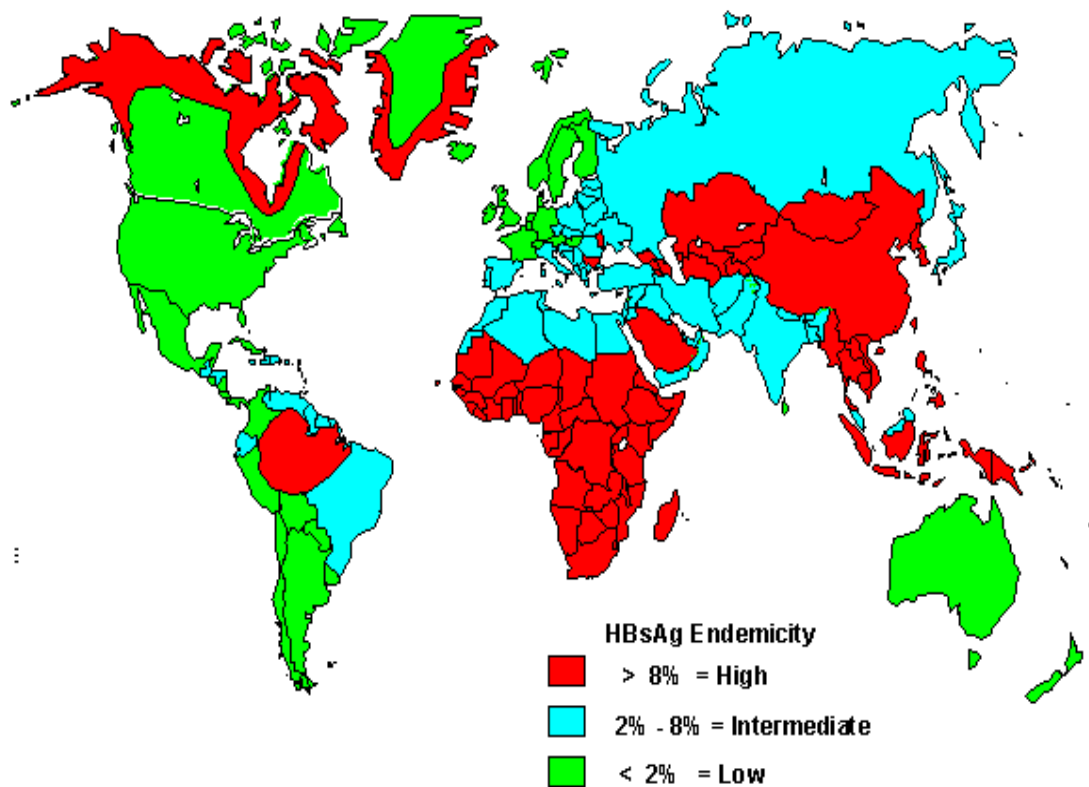 HBsAg Endemicity
> 8% = High
2% - 8% = Intermediate
< 2% = Low